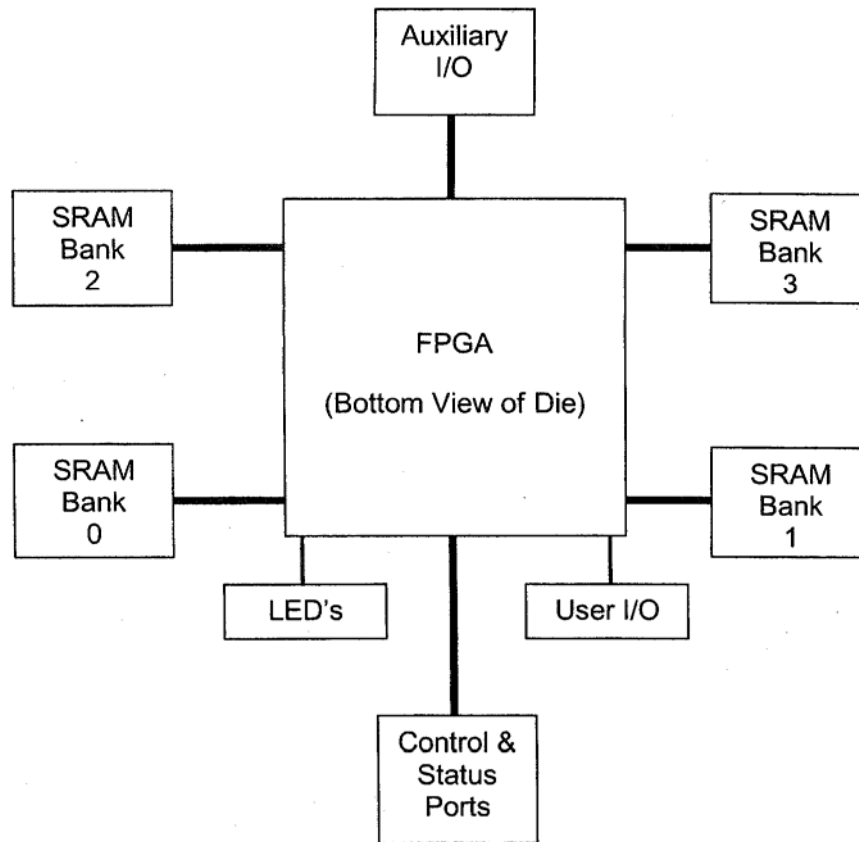 Auxiliary
I/O
SRAM
Bank
2
SRAM
Bank
3
FPGA
(Bottom View of Die)
SRAM
Bank
0
SRAM
Bank
1
LED's
User I/O
Control &
Status
Ports